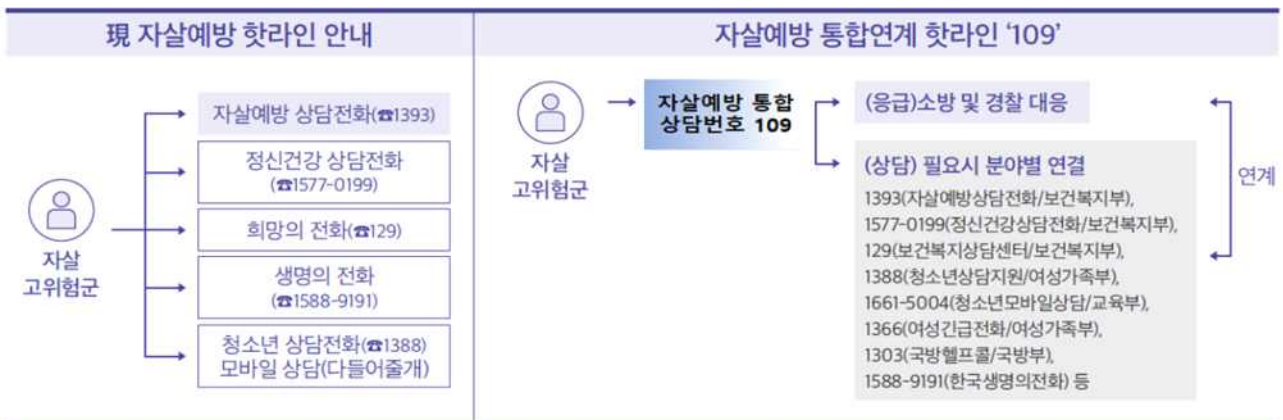 現 자살예방 핫라인 안내
자살
고위험군
자살예방 상담전화(☎1393)
정신건강 상담전화
(☎1577-0199)
희망의 전화(☎129)
생명의 전화
(☎1588-9191)
청소년 상담전화(☎1388)
모바일 상담(다들어줄개)
자살예방 통합연계 핫라인 ‘109’
자살
고위험군
자살예방 통합
상담번호 109
(응급)소방 및 경찰 대응
(상담) 필요시 분야별 연결
1393(자살예방상담전화/보건복지부),
1577-0199(정신건강상담전화/보건복지부),
129(보건복지상담센터/보건복지부),
1388(청소년상담지원/여성가족부),
1661-5004(청소년모바일상담/교육부),
1366(여성긴급전화/여성가족부),
1303(국방헬프콜/국방부),
1588-9191(한국생명의전화) 등
연계